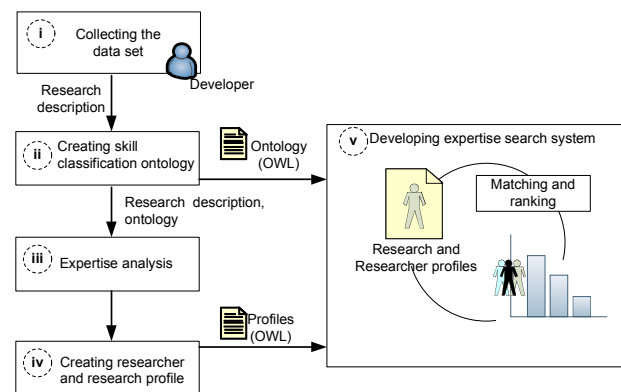 i
Collecting the
data set
Developer
Research
description
ii
Creating skill
classification ontology
Ontology
(OWL)
Research description,
ontology
iii
Expertise analysis
Profiles
(OWL)
iv
Creating researcher
and research profile
v
Developing expertise search system
Matching and
ranking
Research and
Researcher profiles